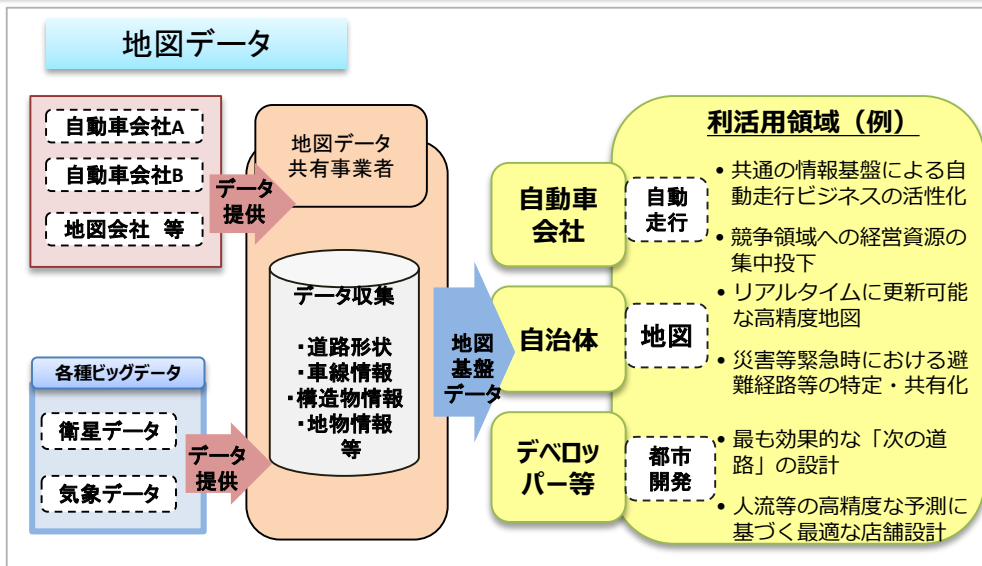 地図データ
自動車会社A
自動車会社B
地図会社 等
データ
提供
各種ビッグデータ
衛星データ
気象データ
データ
提供
地図データ
共有事業者
データ収集
・道路形状
・車線情報
・構造物情報
・地物情報
等
地図
基盤
データ
自動車
会社
自治体
デベロッ
パー等
利活用領域（例）
自動
走行
• 共通の情報基盤による自
動走行ビジネスの活性化
• 競争領域への経営資源の
集中投下
地図
• リアルタイムに更新可能
な高精度地図
• 災害等緊急時における避
難経路等の特定・共有化
都市
開発
• 最も効果的な「次の道
路」の設計
• 人流等の高精度な予測に
基づく最適な店舗設計